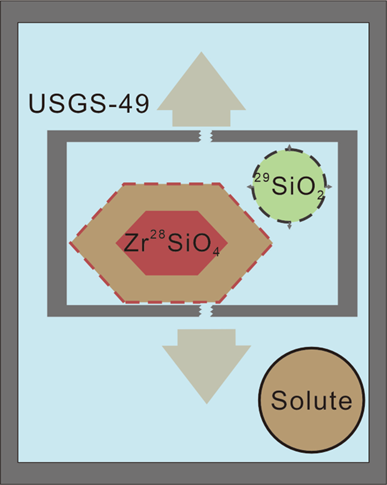 USGS-49
²⁹SiO₂
Zr²⁸SiO₄
Solute